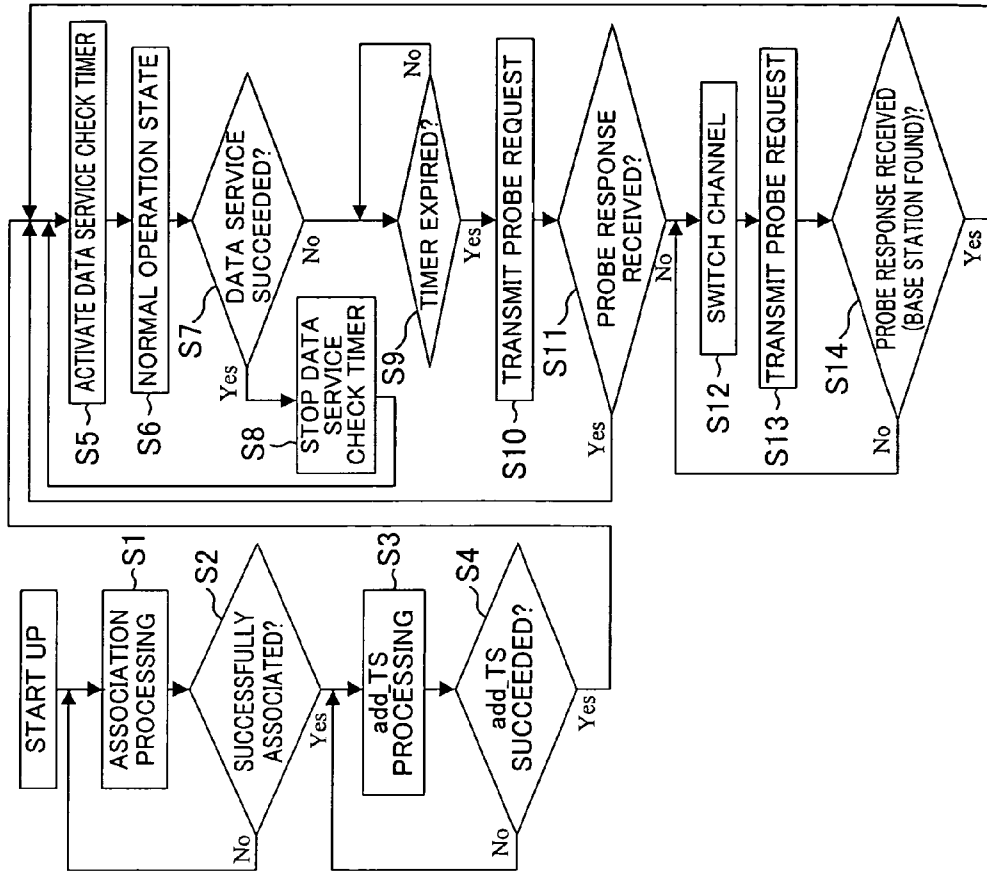 START UP
ASSOCIATION
PROCESSING
S1
SUCCESSFULLY
ASSOCIATED?
S2
No
Yes
add_TS
PROCESSING
S3
add_TS
SUCCEEDED?
S4
No
Yes
S5
ACTIVATE DATA SERVICE CHECK TIMER
S6
NORMAL OPERATION STATE
S7
DATA SERVICE
SUCCEEDED?
Yes
No
S8
STOP DATA
SERVICE
CHECK TIMER
S9
TIMER EXPIRED?
No
Yes
S10
TRANSMIT PROBE REQUEST
S11
PROBE RESPONSE
RECEIVED?
Yes
No
S12
SWITCH CHANNEL
S13
TRANSMIT PROBE REQUEST
S14
PROBE RESPONSE RECEIVED
(BASE STATION FOUND)?
No
Yes